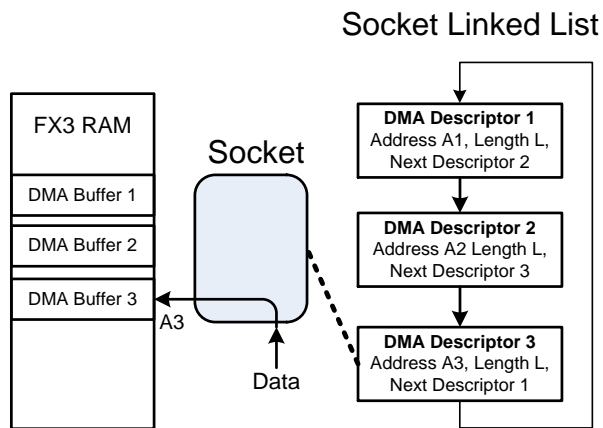 Socket Linked List
FX3 RAM
DMA Buffer 1
DMA Buffer 2
DMA Buffer 3
Socket
A3
Data
DMA Descriptor 1
Address A1, Length L,
Next Descriptor 2
DMA Descriptor 2
Address A2 Length L,
Next Descriptor 3
DMA Descriptor 3
Address A3, Length L,
Next Descriptor 1